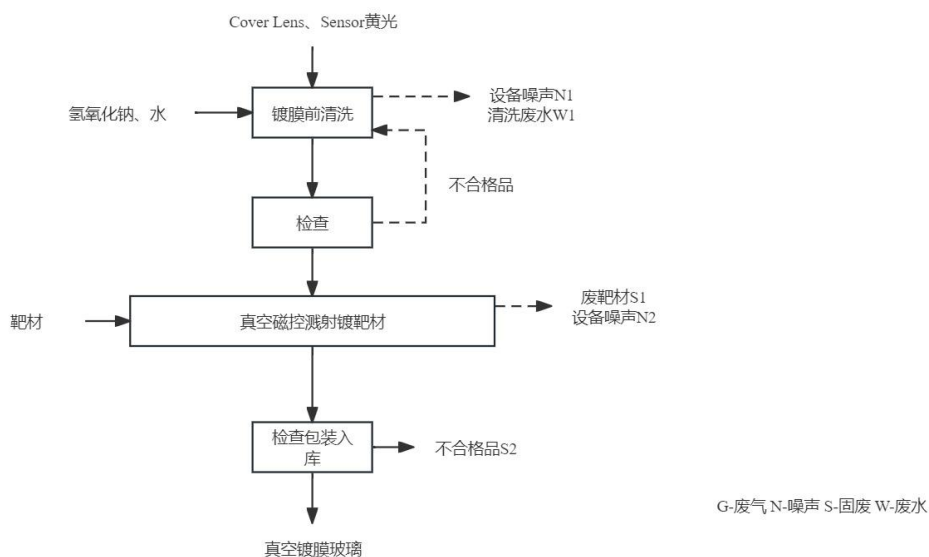 Cover Lens、Sensor黄光
氢氧化钠、水
镀膜前清洗
设备噪声N1
清洗废水W1
不合格品
检查
靶材
真空磁控溅射镀靶材
废靶材S1
设备噪声N2
检查包装入
库
不合格品S2
G-废气 N-噪声 S-固废 W-废水
真空镀膜玻璃